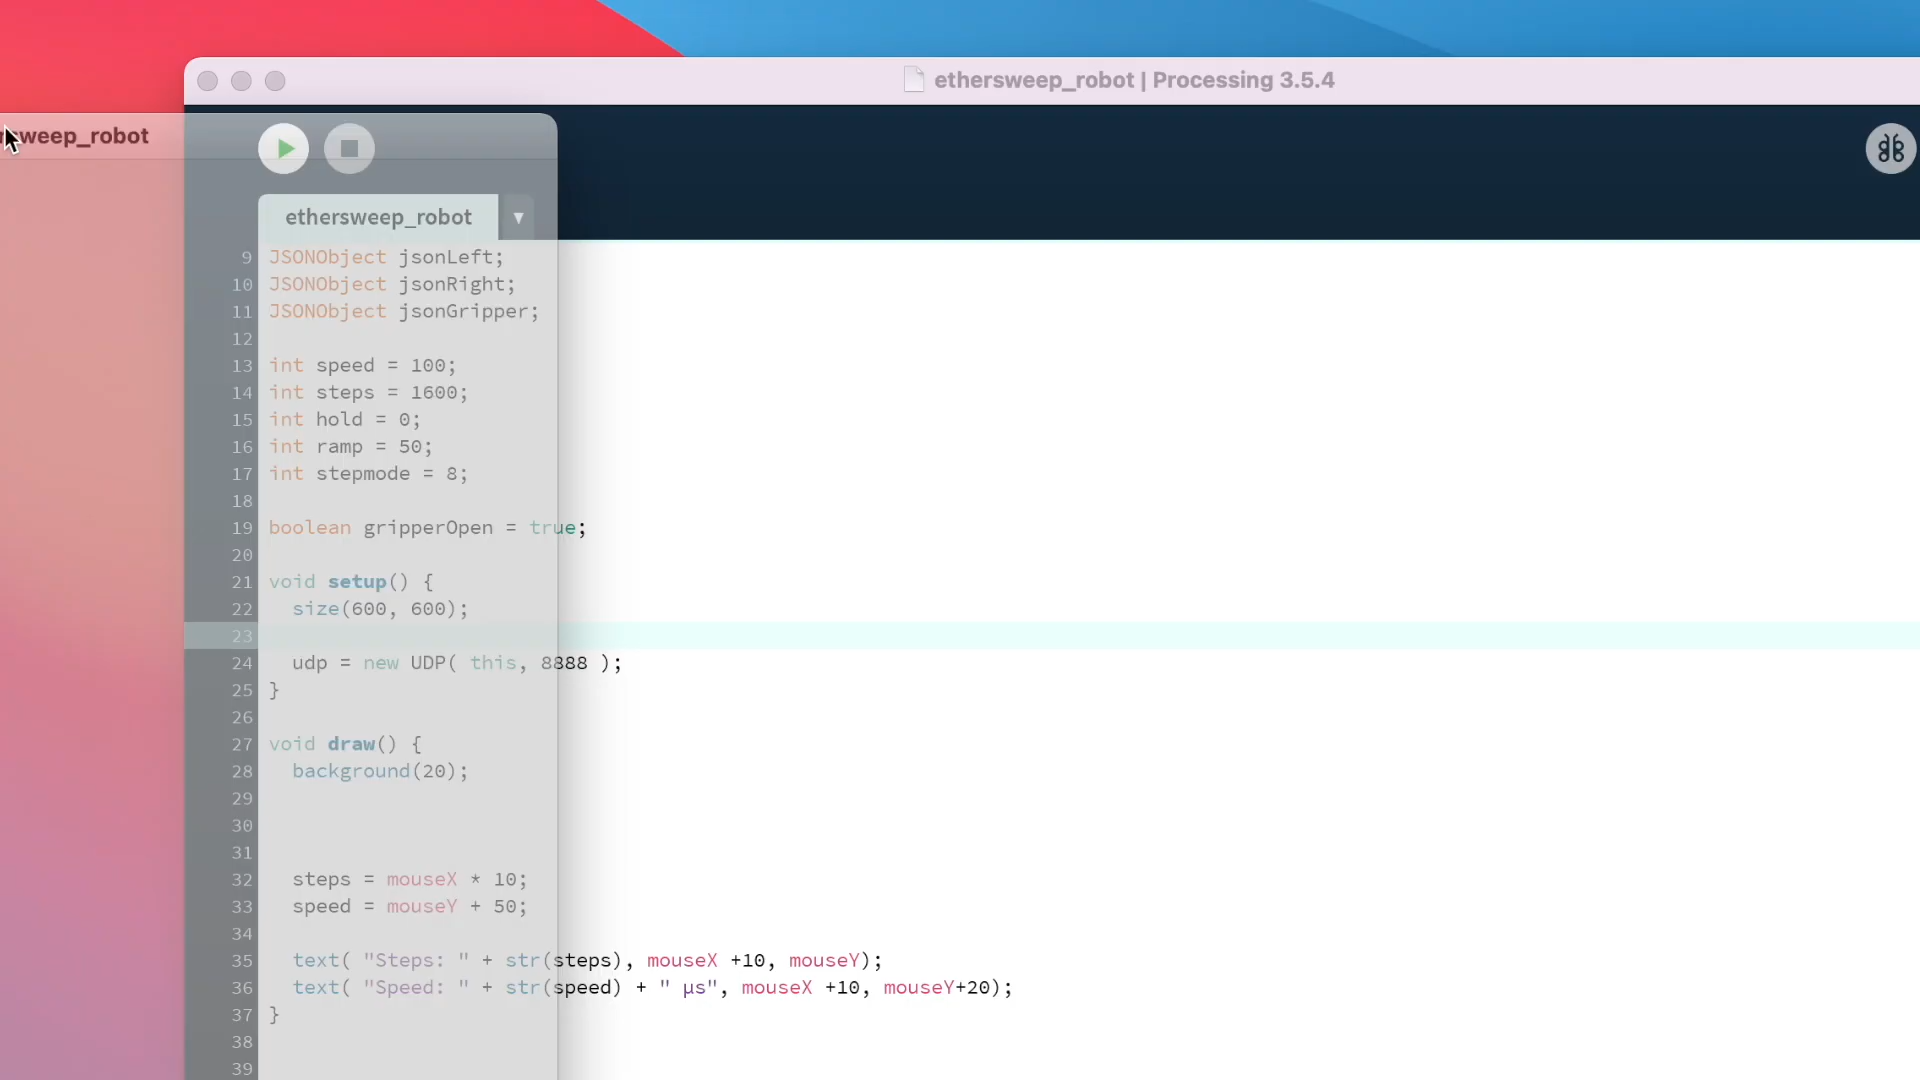 ethersweep_robot | Processing 3.5.4
sweep_robot
ethersweep_robot
9 JSONObject jsonLeft;
10 JSONObject jsonRight;
11 JSONObject jsonGripper;
12
13 int speed = 100;
14 int steps = 1600;
15 int hold = 0;
16 int ramp = 50;
17 int stepmode = 8;
18
19 boolean gripperOpen = true;
20
21 void setup() {
22 size(600, 600);
23
24 udp = new UDP( this, 8888 );
25 }
26
27 void draw() {
28 background(20);
29
30
31
32 steps = mouseX * 10;
33 speed = mouseY + 50;
34
35 text( "Steps: " + str(steps), mouseX +10, mouseY);
36 text( "Speed: " + str(speed) + " µs", mouseX +10, mouseY+20);
37 }
38
39